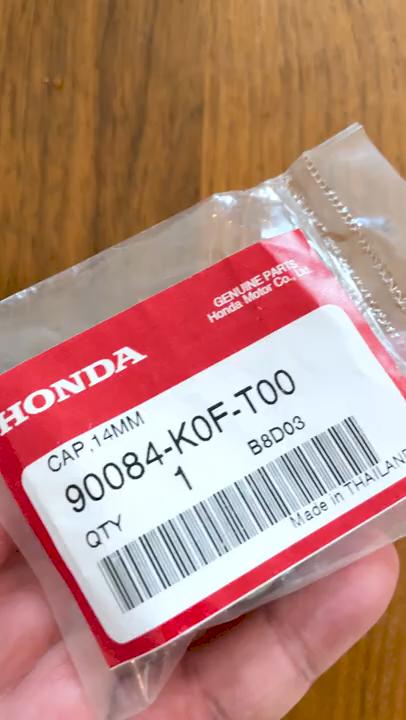 GENUINE PARTS
Honda Motor Co., Ltd.
HONDA
CAP,14MM
90084-K0F-T00
QTY 1 B8D03
Made in THAILAND